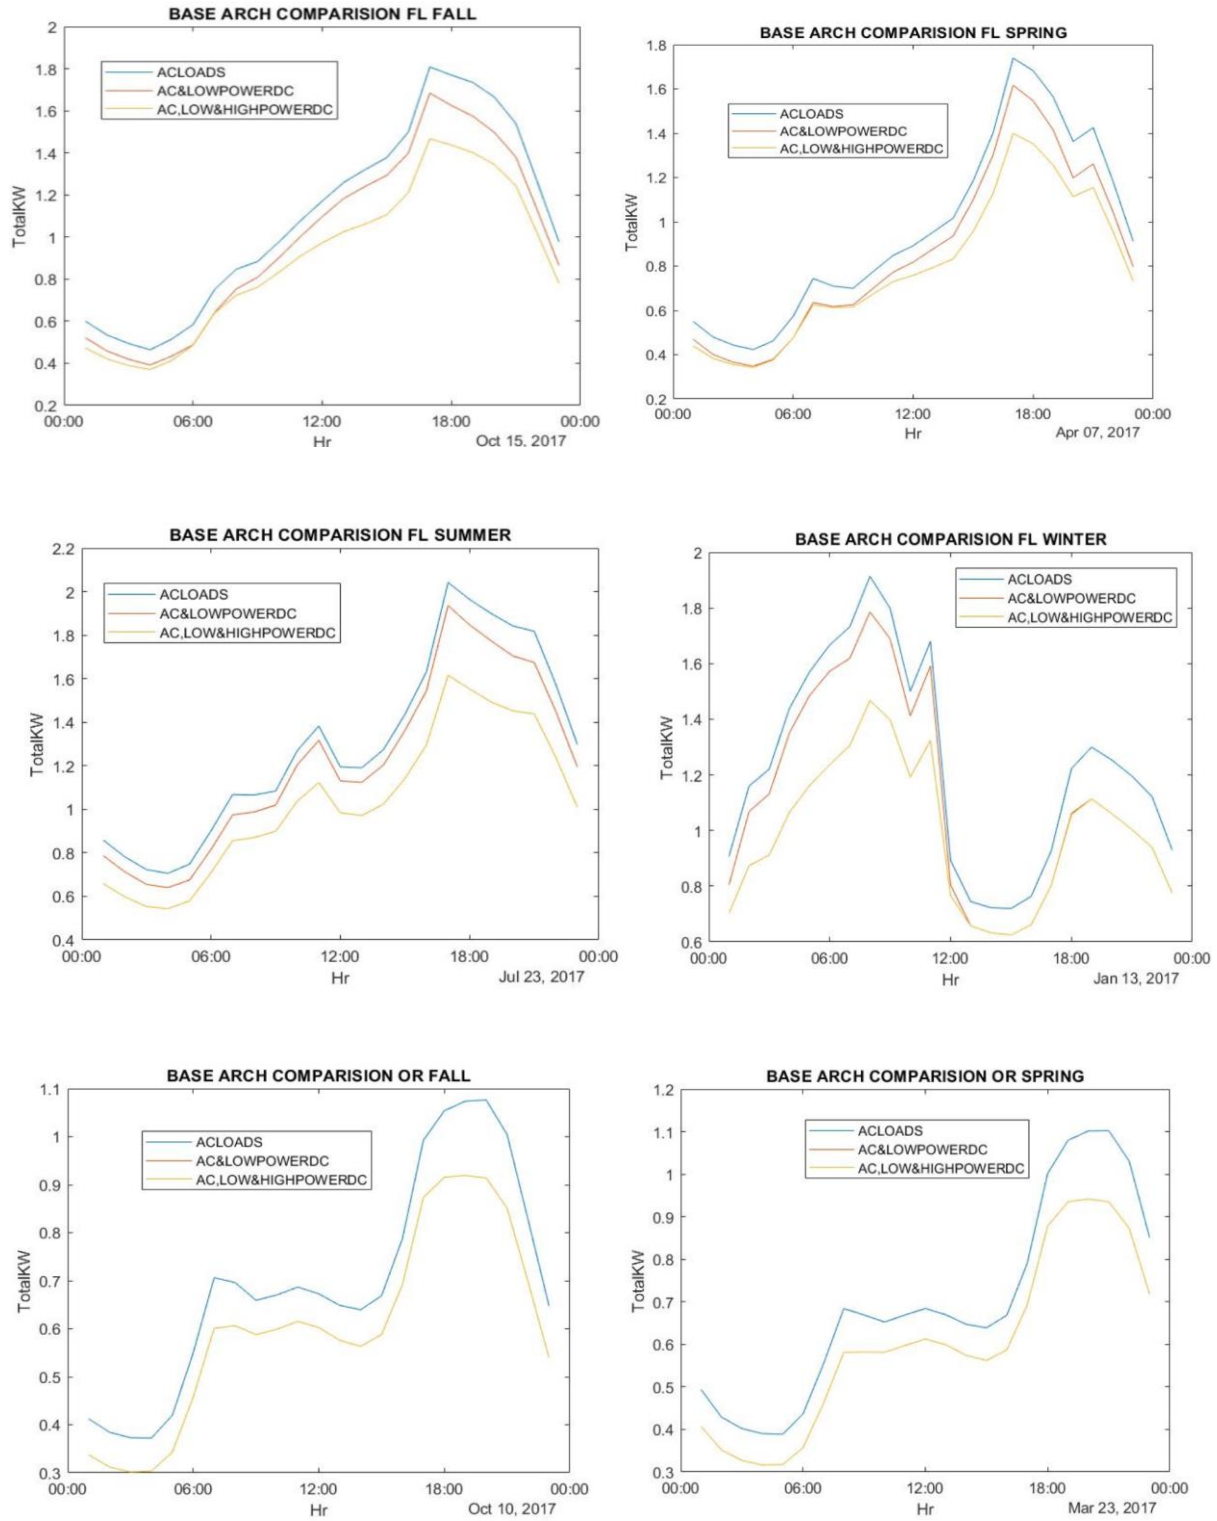 BASE ARCH COMPARISION FL FALL
2
1.8
1.6
1.4
1.2
1
0.8
0.6
0.4
0.2
TotalKW
ACLOADS
AC&LOWPOWERDC
AC,LOW&HIGHPOWERDC
00:00 06:00 12:00 18:00 00:00
Hr
Oct 15, 2017
BASE ARCH COMPARISION FL SPRING
1.8
1.6
1.4
1.2
1
0.8
0.6
0.4
0.2
TotalKW
ACLOADS
AC&LOWPOWERDC
AC,LOW&HIGHPOWERDC
00:00 06:00 12:00 18:00 00:00
Hr
Apr 07, 2017
BASE ARCH COMPARISION FL SUMMER
2.2
2
1.8
1.6
1.4
1.2
1
0.8
0.6
0.4
TotalKW
ACLOADS
AC&LOWPOWERDC
AC,LOW&HIGHPOWERDC
00:00 06:00 12:00 18:00 00:00
Hr
Jul 23, 2017
BASE ARCH COMPARISION FL WINTER
2
1.8
1.6
1.4
1.2
1
0.8
0.6
TotalKW
ACLOADS
AC&LOWPOWERDC
AC,LOW&HIGHPOWERDC
00:00 06:00 12:00 18:00 00:00
Hr
Jan 13, 2017
BASE ARCH COMPARISION OR FALL
1.1
1
0.9
0.8
0.7
0.6
0.5
0.4
0.3
TotalKW
ACLOADS
AC&LOWPOWERDC
AC,LOW&HIGHPOWERDC
00:00 06:00 12:00 18:00 00:00
Hr
Oct 10, 2017
BASE ARCH COMPARISION OR SPRING
1.2
1.1
1
0.9
0.8
0.7
0.6
0.5
0.4
0.3
TotalKW
ACLOADS
AC&LOWPOWERDC
AC,LOW&HIGHPOWERDC
00:00 06:00 12:00 18:00 00:00
Hr
Mar 23, 2017